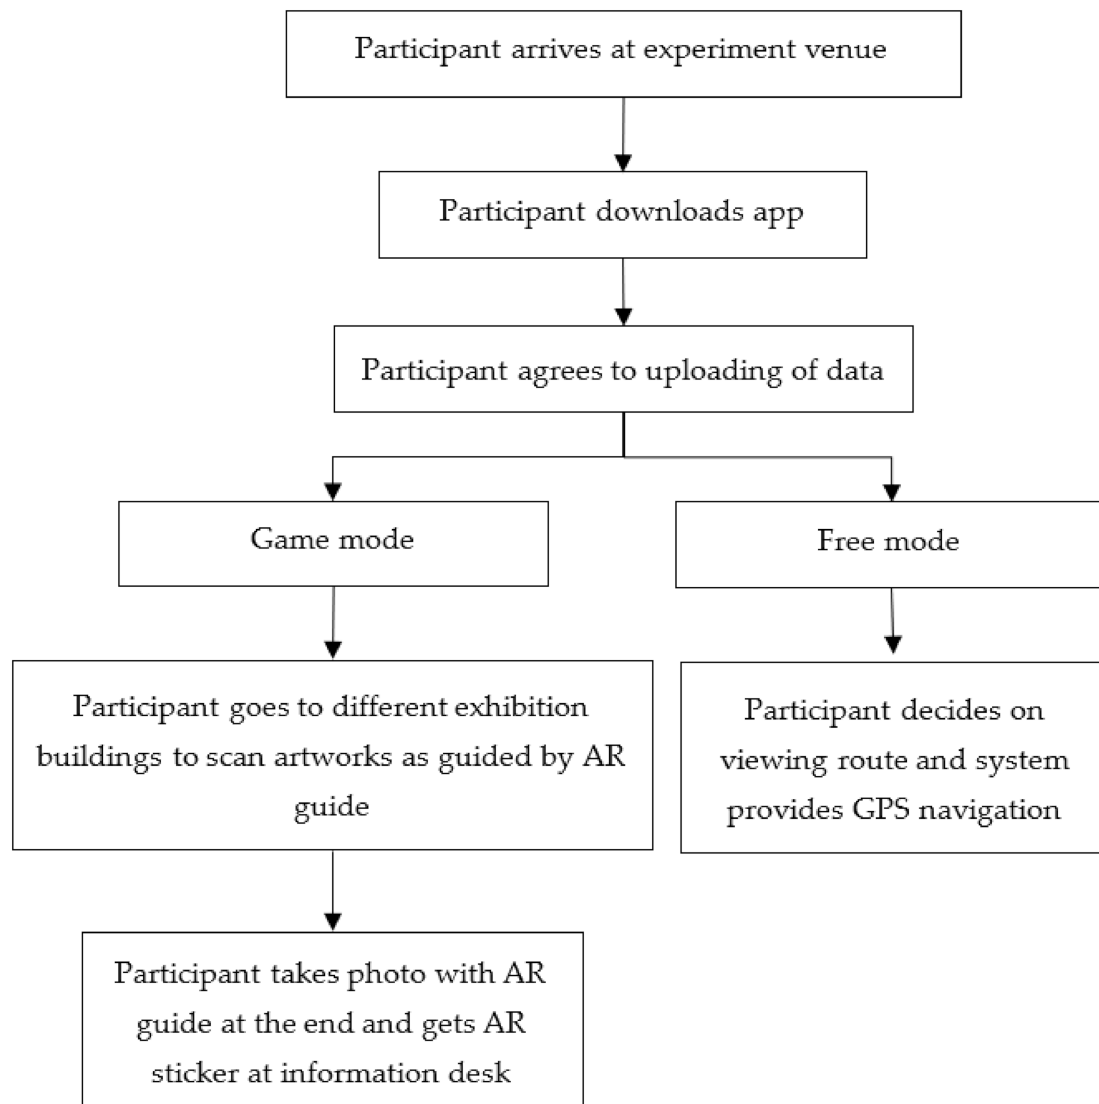 Participant arrives at experiment venue
Participant downloads app
Participant agrees to uploading of data
Game mode
Free mode
Participant goes to different exhibition
buildings to scan artworks as guided by AR
guide
Participant decides on
viewing route and system
provides GPS navigation
Participant takes photo with AR
guide at the end and gets AR
sticker at information desk